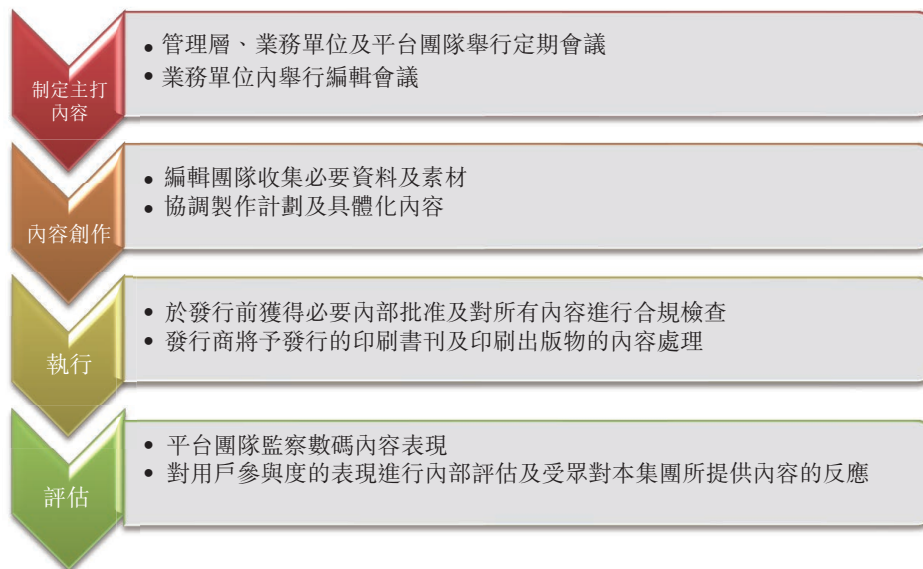 制定主打
內容
• 管理層、業務單位及平台團隊舉行定期會議
• 業務單位內舉行編輯會議
內容創作
• 編輯團隊收集必要資料及素材
• 協調製作計劃及具體化內容
執行
• 於發行前獲得必要內部批准及對所有內容進行合規檢查
• 發行商將予發行的印刷書刊及印刷出版物的內容處理
評估
• 平台團隊監察數碼內容表現
• 對用戶參與度的表現進行內部評估及受眾對本集團所提供內容的反應